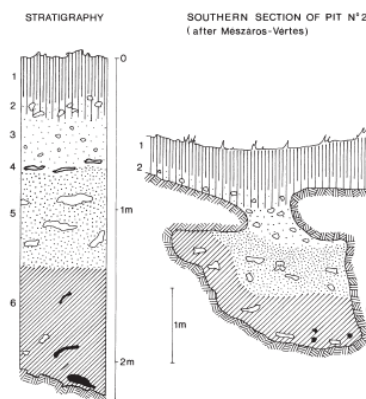 STRATIGRAPHY
SOUTHERN SECTION OF PIT N°2
(after Mészáros-Vértes)
0
1
2
3
4
5
6
1m
2m
1
2
1m